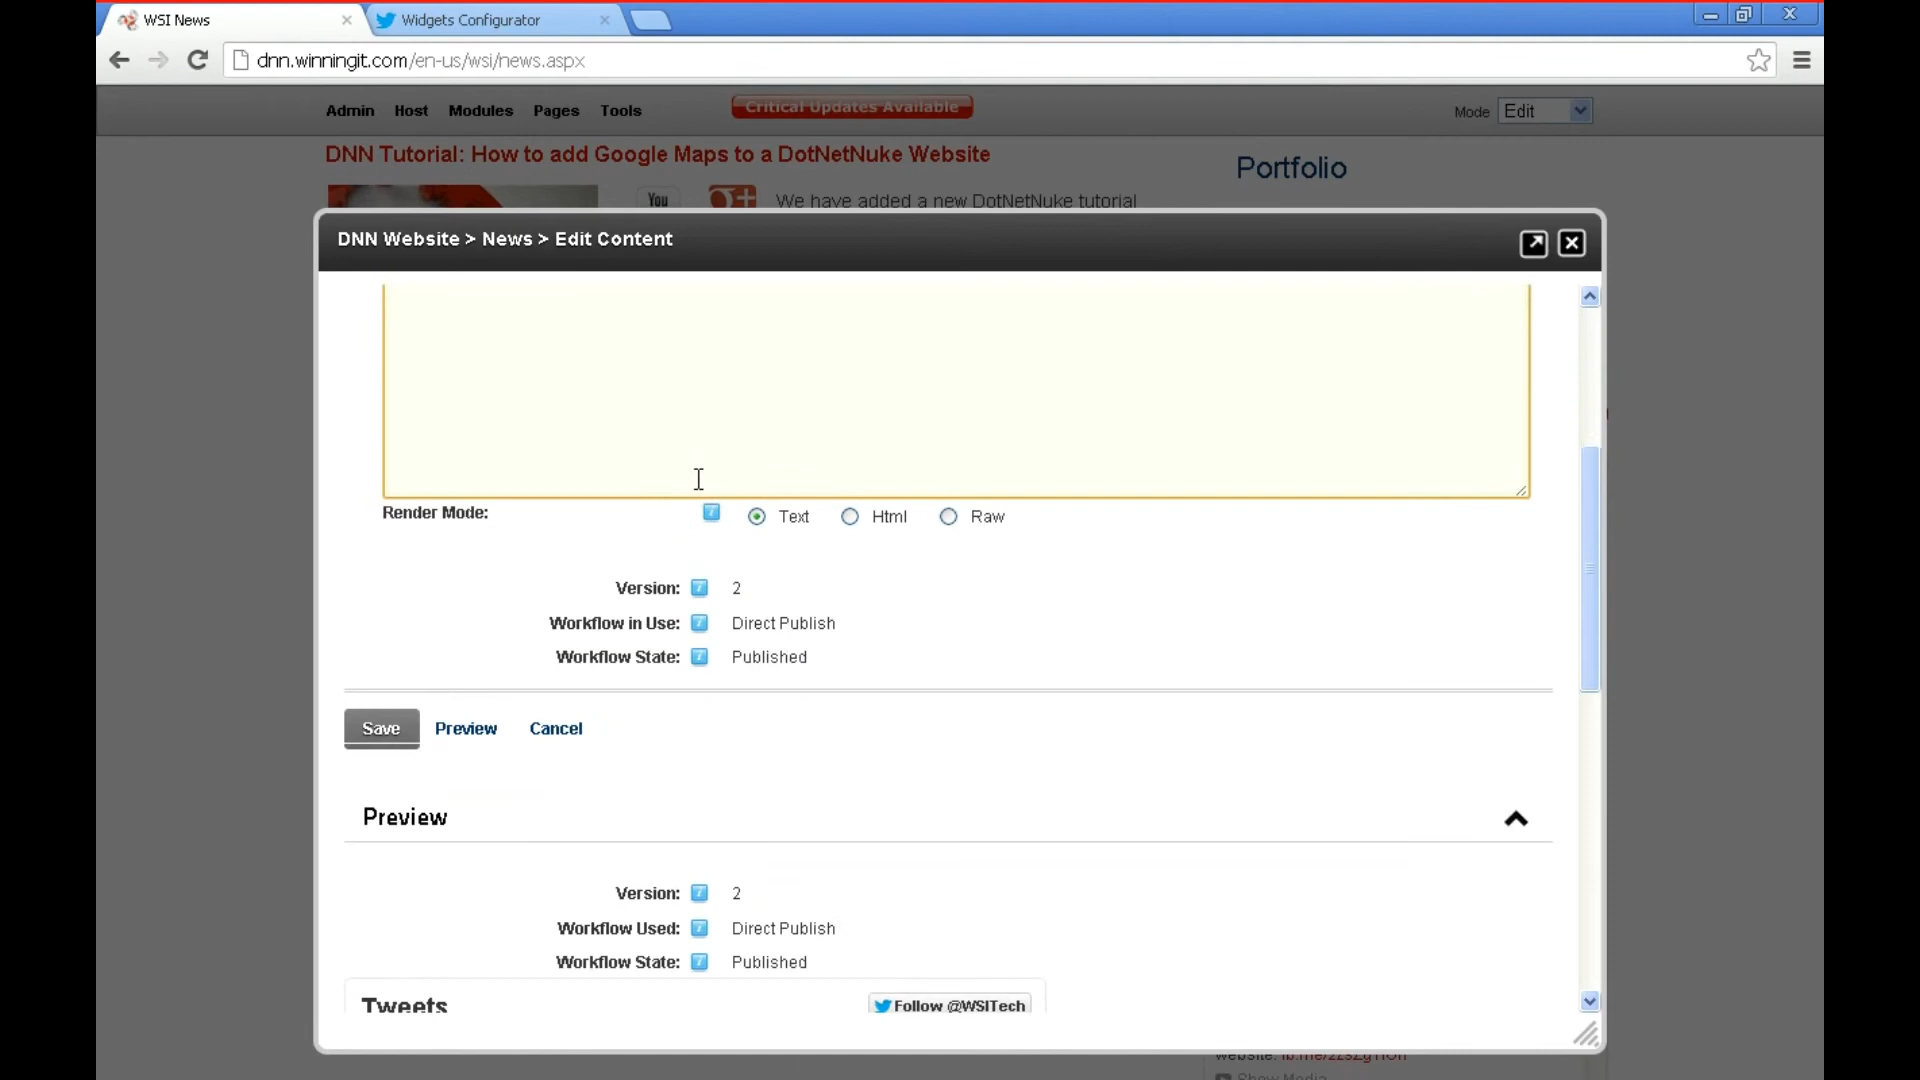 WSI News
Widgets Configurator
dnn.winningit.com/en-us/wsi/news.aspx
Admin Host Modules Pages Tools
Critical Updates Available
Mode Edit
DNN Tutorial: How to add Google Maps to a DotNetNuke Website
Portfolio
You
We have added a new DotNetNuke tutorial
DNN Website > News > Edit Content
Render Mode: Text Html Raw
Version: 2
Workflow in Use: Direct Publish
Workflow State: Published
Save Preview Cancel
Preview
Version: 2
Workflow Used: Direct Publish
Workflow State: Published
Tweets
Follow @WSITech
website:
Show Media